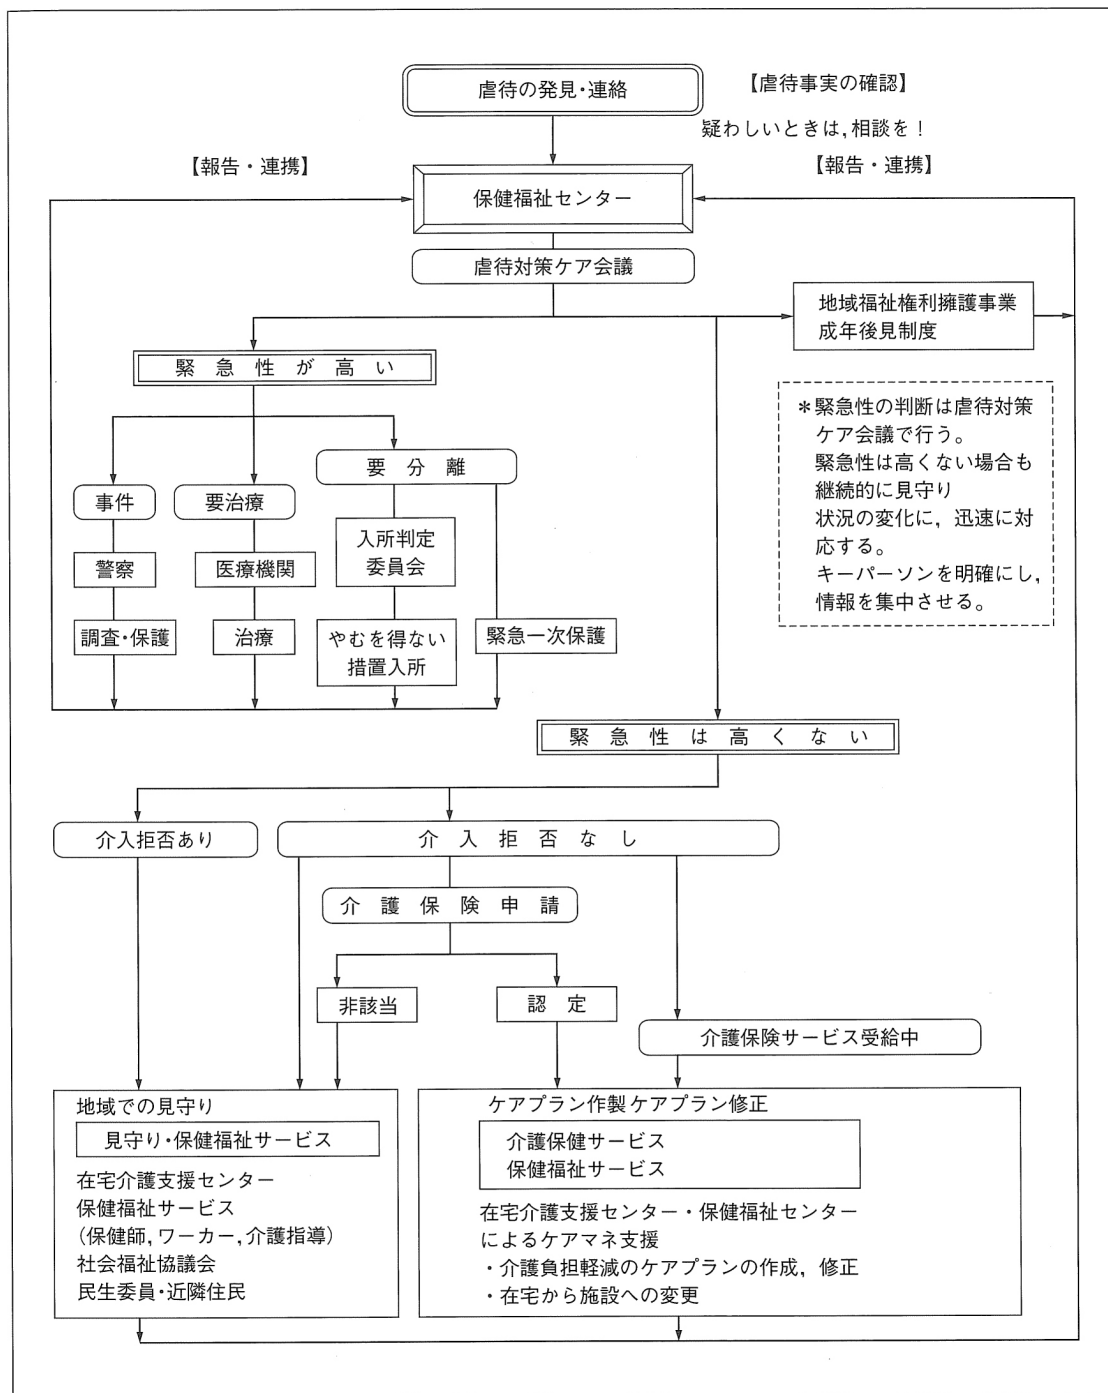 虐待の発見・連絡
【虐待事実の確認】
疑わしいときは,相談を！
【報告・連携】
【報告・連携】
保健福祉センター
虐待対策ケア会議
地域福祉権利擁護事業
成年後見制度
緊急性が高い
＊緊急性の判断は虐待対策
ケア会議で行う。
緊急性は高くない場合も
継続的に見守り
状況の変化に，迅速に対
応する。
キーパーソンを明確にし，
情報を集中させる。
要分離
事件
要治療
入所判定
委員会
警察
医療機関
調査・保護
治療
やむを得ない
措置入所
緊急一次保護
緊急性は高くない
介入拒否あり
介入拒否なし
介護保険申請
非該当
認定
介護保険サービス受給中
地域での見守り
見守り・保健福祉サービス
在宅介護支援センター
保健福祉サービス
(保健師,ワーカー,介護指導)
社会福祉協議会
民生委員・近隣住民
ケアプラン作製ケアプラン修正
介護保健サービス
保健福祉サービス
在宅介護支援センター・保健福祉センター
によるケアマネ支援
・介護負担軽減のケアプランの作成，修正
・在宅から施設への変更